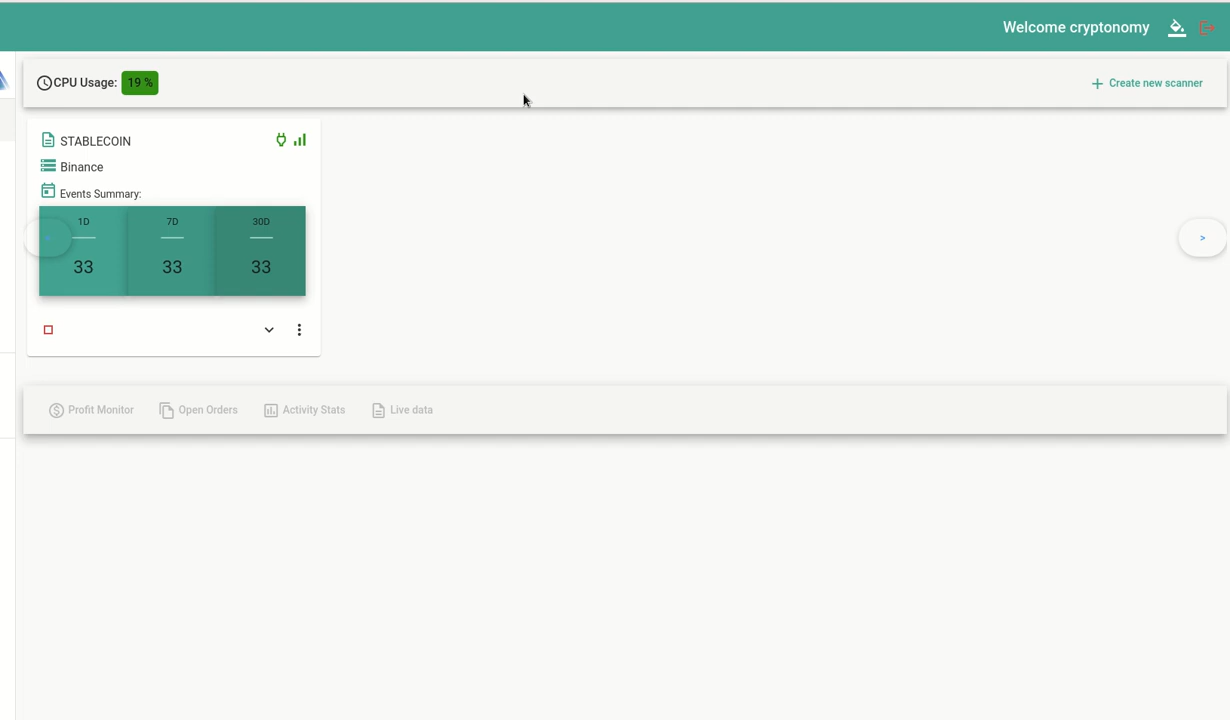 Welcome cryptonomy
CPU Usage: 19 %
Create new scanner
STABLECOIN
Binance
Events Summary:
1D 7D 30D
33 33 33
>
Profit Monitor Open Orders Activity Stats Live data